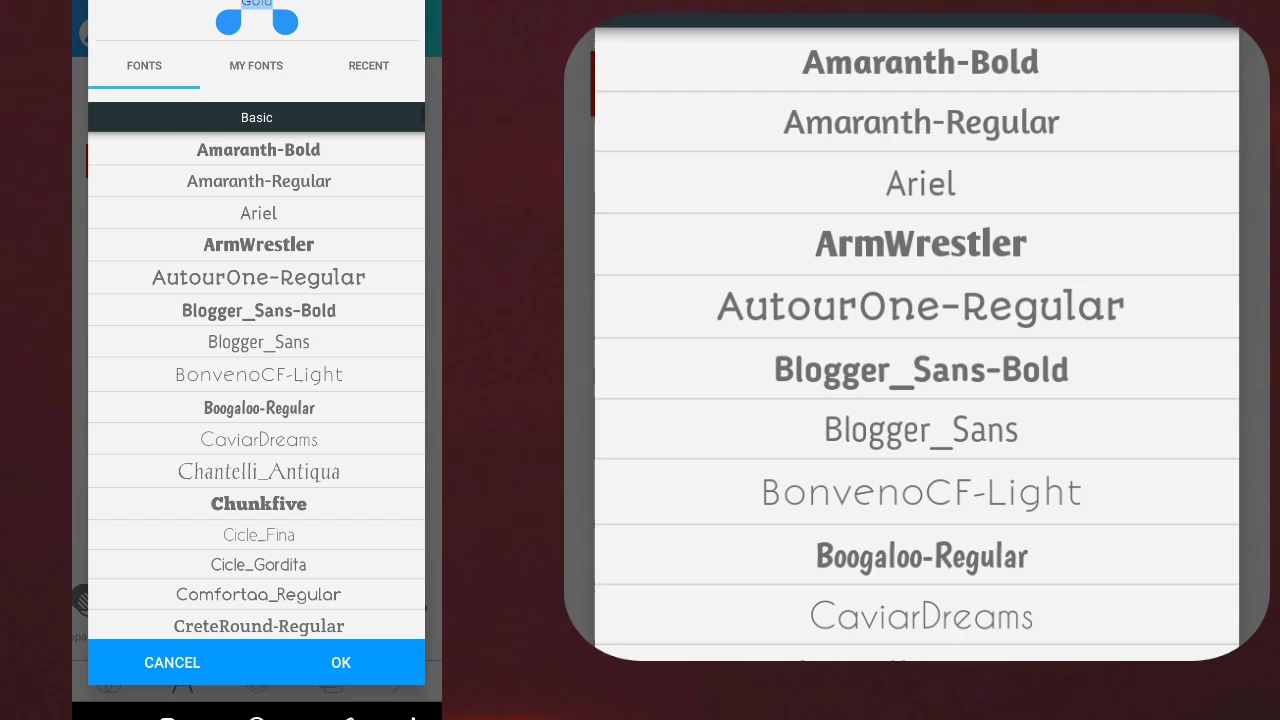 Gold
FONTS
MY FONTS
RECENT
Basic
Amaranth-Bold
Amaranth-Regular
Ariel
ArmWrestler
AutourOne-Regular
Blogger_Sans-Bold
Blogger_Sans
BonvenoCF-Light
Boogaloo-Regular
CaviarDreams
Chantelli_Antiqua
Chunkfive
Cicle_Fina
Cicle_Gordita
Comfortaa_Regular
CreteRound-Regular
CANCEL
OK
Amaranth-Bold
Amaranth-Regular
Ariel
ArmWrestler
AutourOne-Regular
Blogger_Sans-Bold
Blogger_Sans
BonvenoCF-Light
Boogaloo-Regular
CaviarDreams